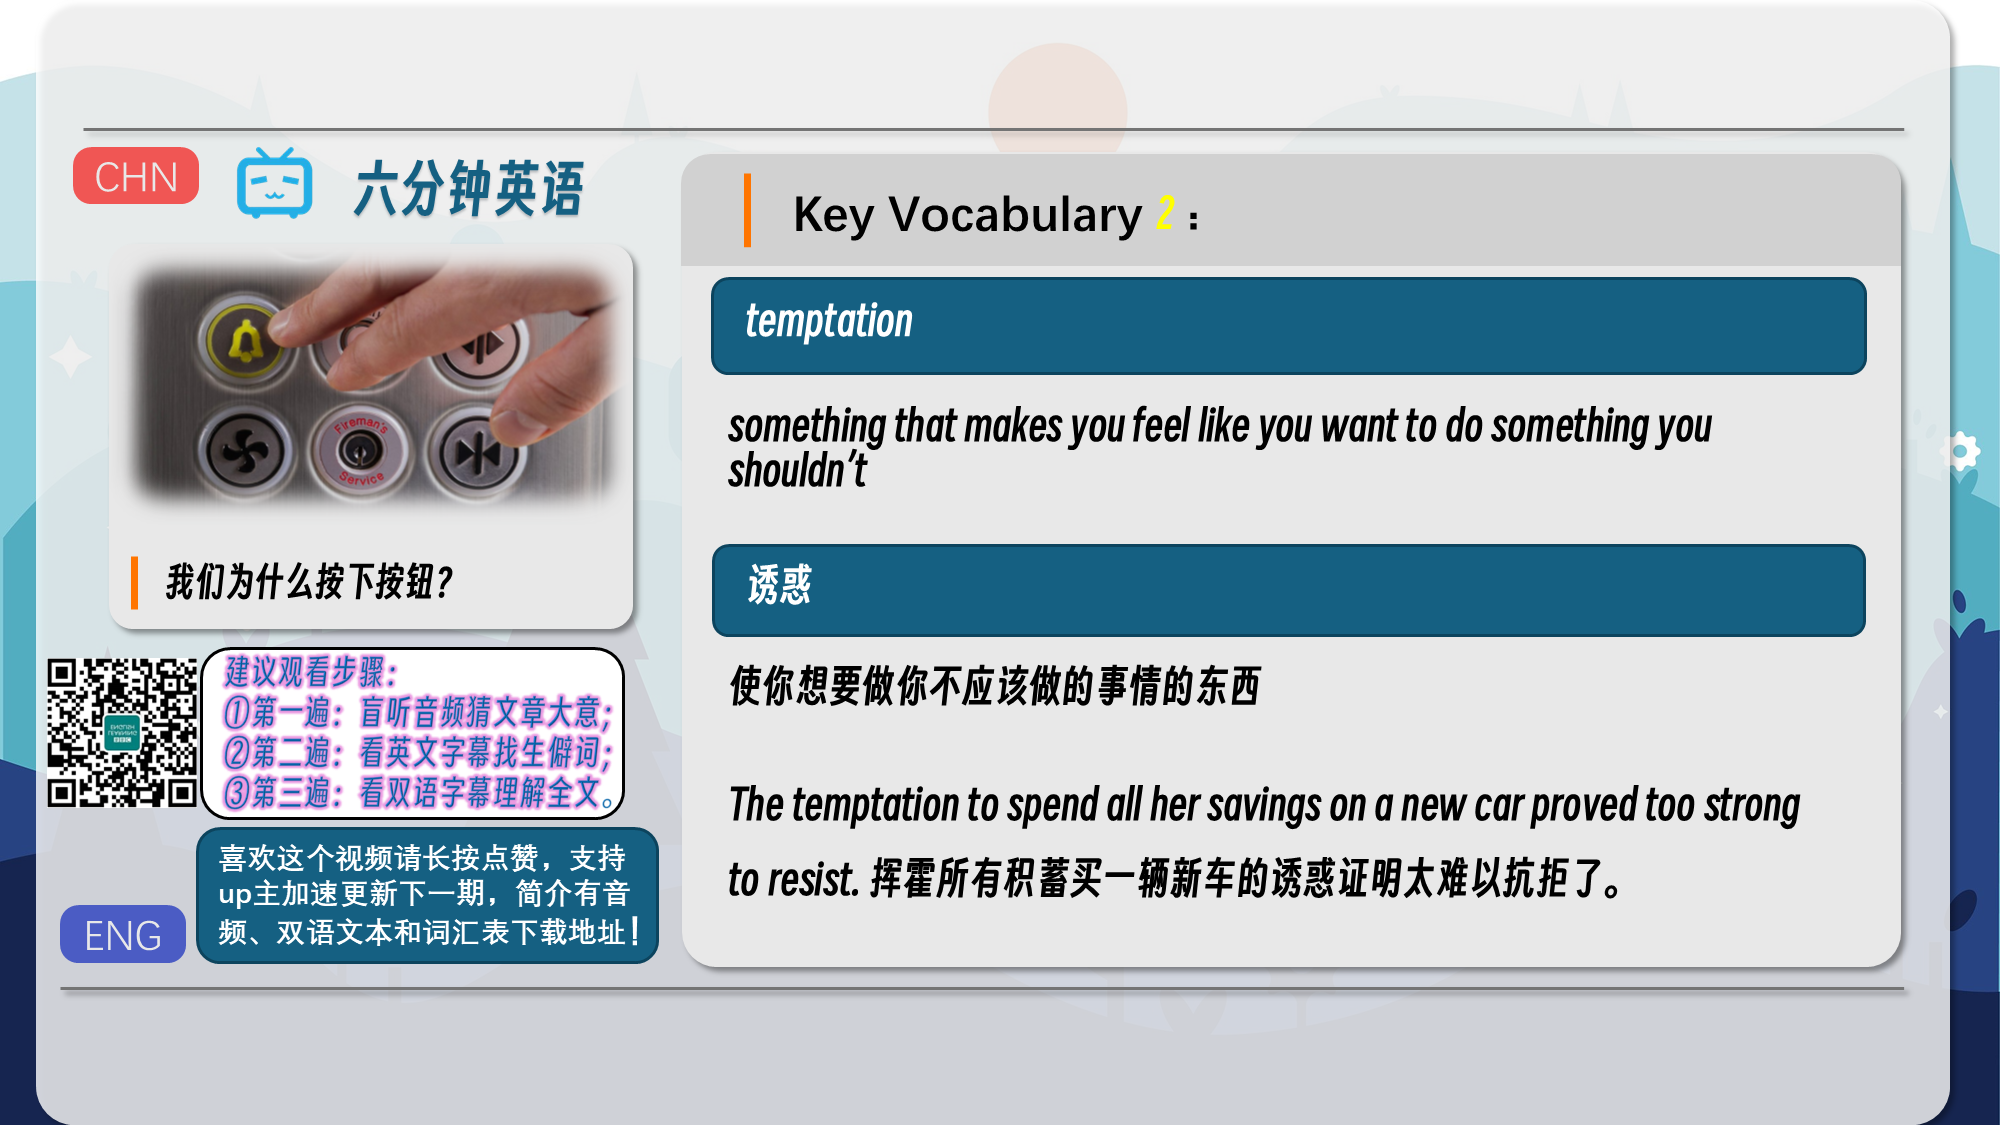 CHN
六分钟英语
Fireman's
Service
我们为什么按下按钮?
建议观看步骤:
①第一遍: 盲听音频猜文章大意;
②第二遍: 看英文字幕找生僻词;
③第三遍: 看双语字幕理解全文。
喜欢这个视频请长按点赞, 支持
up主加速更新下一期, 简介有音
频、双语文本和词汇表下载地址!
ENG
Key Vocabulary 2 :
temptation
something that makes you feel like you want to do something you
shouldn't
诱惑
使你想要做你不应该做的事情的东西
The temptation to spend all her savings on a new car proved too strong
to resist. 挥霍所有积蓄买一辆新车的诱惑证明太难以抗拒了。